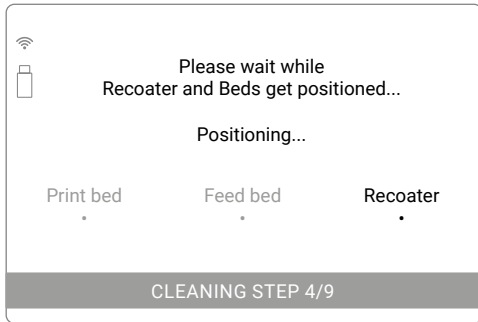 Please wait while
Recoater and Beds get positioned...
Positioning...
Print bed Feed bed Recoater
CLEANING STEP 4/9